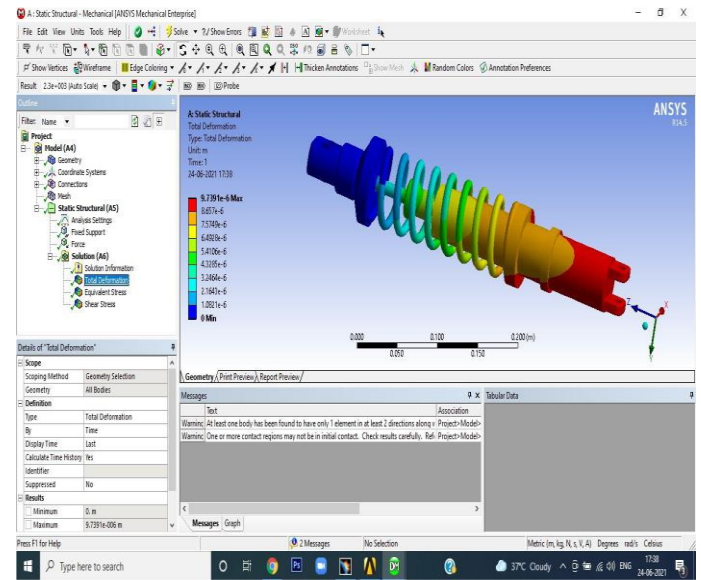 A : Static Structural - Mechanical [ANSYS Mechanical Enterprise]
File Edit View Units Tools Help Solve ?/ Show Errors Worksheet
Show Vertices Wireframe Edge Coloring Thicken Annotations Show Mesh Random Colors Annotation Preferences
Result 2.3e+003 (Auto Scale) Probe
Outline
Filter: Name
Project
Model (A4)
Geometry
Coordinate Systems
Connections
Mesh
Static Structural (A5)
Analysis Settings
Fixed Support
Force
Solution (A6)
Solution Information
Total Deformation
Equivalent Stress
Shear Stress
A: Static Structural
Total Deformation
Type: Total Deformation
Unit: m
Time: 1
24-06-2021 17:38
9.7391e-6 Max
8.657e-6
7.5749e-6
6.4928e-6
5.4106e-6
4.3285e-6
3.2464e-6
2.1643e-6
1.0821e-6
0 Min
ANSYS
R14.5
Z X
Y
0.000 0.100 0.200 (m)
0.050 0.150
Geometry Print Preview Report Preview
Details of "Total Deformation"
Scope
Scoping Method Geometry Selection
Geometry All Bodies
Definition
Type Total Deformation
By Time
Display Time Last
Calculate Time History Yes
Identifier
Suppressed No
Results
Minimum 0. m
Maximum 9.7391e-006 m
Messages
Text Association
Warning At least one body has been found to have only 1 element in at least 2 directions along Project>Model>
Warning One or more contact regions may not be in initial contact. Check results carefully. Project>Model>
Messages Graph
Tabular Data
Press F1 for Help 2 Messages No Selection Metric (m, kg, N, s, V, A) Degrees rad/s Celsius
Type here to search
37°C Cloudy ENG
17:38
24-06-2021